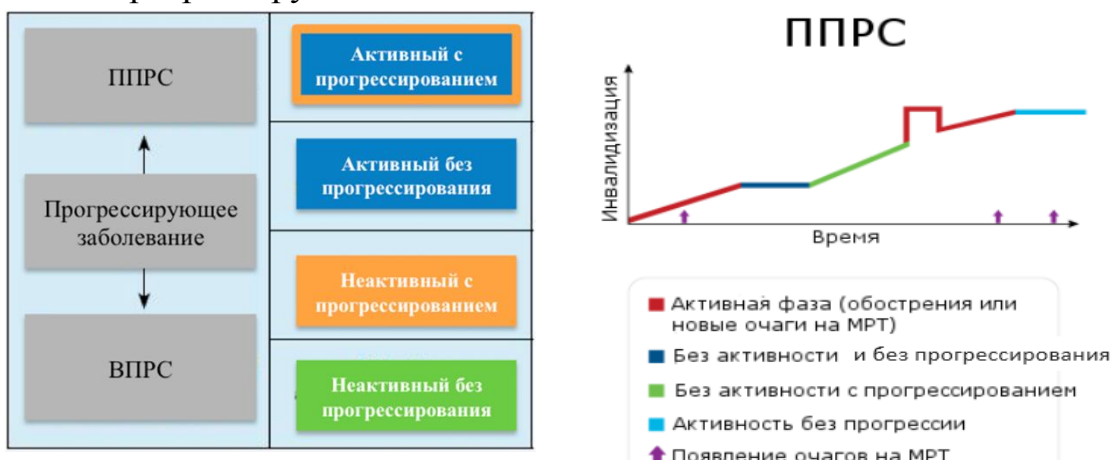 ППРС
Прогрессирующее
заболевание
ВПРС
Активный с
прогрессированием
Активный без
прогрессирования
Неактивный с
прогрессированием
Неактивный без
прогрессирования
ППРС
Инвалидизация
Время
Активная фаза (обострения или
новые очаги на МРТ)
Без активности и без прогрессирования
Без активности с прогрессированием
Активность без прогрессии
Появление очагов на МРТ